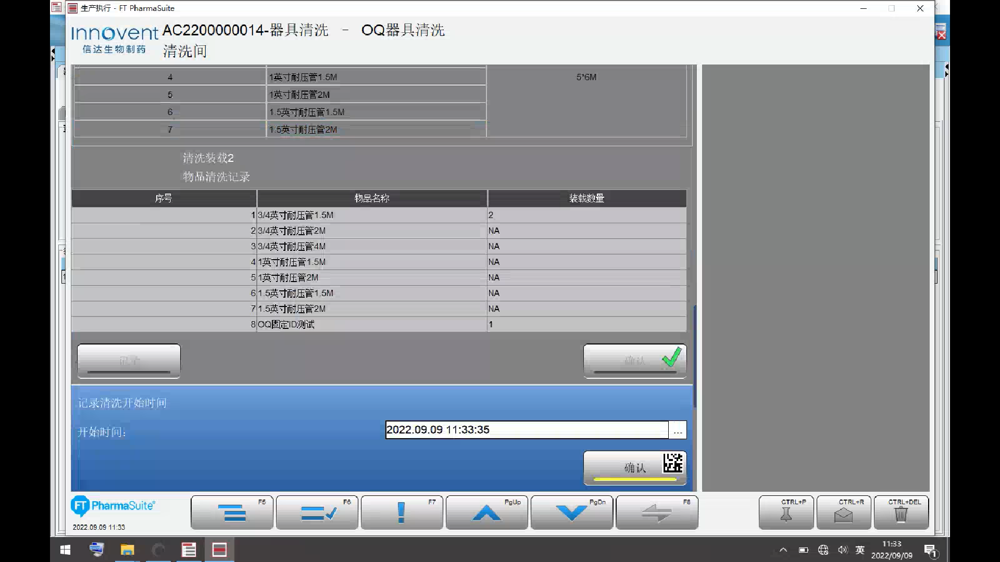 生产执行 - FT PharmaSuite
Innovent
信达生物制药
AC2200000014-器具清洗 - OQ器具清洗
清洗间
4 1英寸耐压管1.5M 5*6M
5 1英寸耐压管2M
6 1.5英寸耐压管1.5M
7 1.5英寸耐压管2M
清洗装载2
物品清洗记录
序号 物品名称 装载数量
1 3/4英寸耐压管1.5M 2
2 3/4英寸耐压管2M NA
3 3/4英寸耐压管4M NA
4 1英寸耐压管1.5M NA
5 1英寸耐压管2M NA
6 1.5英寸耐压管1.5M NA
7 1.5英寸耐压管2M NA
8 OQ固定ID测试 1
确认
记录清洗开始时间
开始时间:
2022.09.09 11:33:35
...
确认
FT PharmaSuite®
2022.09.09 11:33
F5
F6
F7
PgUp
PgDn
F8
CTRL+P
CTRL+R
CTRL+DEL
英
11:33
2022/09/09
1